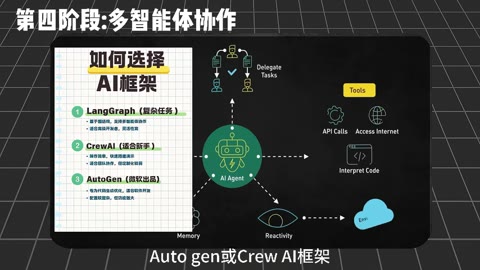 第四阶段:多智能体协作
如何选择
AI框架
1 LangGraph(复杂任务)
2 CrewAI(适合新手)
3 AutoGen(微软出品)
Delegate
Tasks
Tools
API Calls
Access Internet
Interpret Code
AI Agent
Memory
Reactivity
Auto gen或Crew AI框架